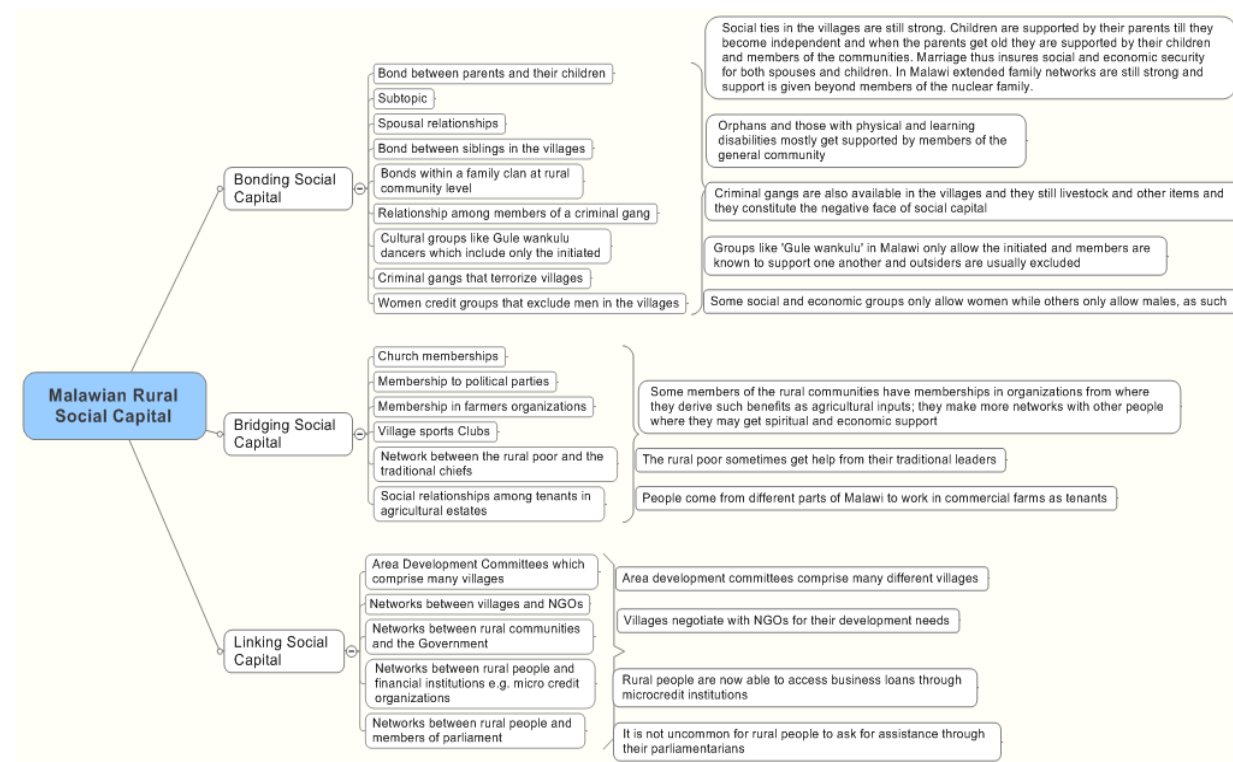 Malawian Rural
Social Capital
Bonding Social
Capital
Bond between parents and their children
Subtopic
Spousal relationships
Bond between siblings in the villages
Bonds within a family clan at rural
community level
Relationship among members of a criminal gang
Cultural groups like Gule wankulu
dancers which include only the initiated
Criminal gangs that terrorize villages
Women credit groups that exclude men in the villages
Social ties in the villages are still strong. Children are supported by their parents till they
become independent and when the parents get old they are supported by their children
and members of the communities. Marriage thus insures social and economic security
for both spouses and children. In Malawi extended family networks are still strong and
support is given beyond members of the nuclear family.
Orphans and those with physical and learning
disabilities mostly get supported by members of the
general community
Criminal gangs are also available in the villages and they still livestock and other items and
they constitute the negative face of social capital
Groups like 'Gule wankulu' in Malawi only allow the initiated and members are
known to support one another and outsiders are usually excluded
Some social and economic groups only allow women while others only allow males, as such
Bridging Social
Capital
Church memberships
Membership to political parties
Membership in farmers organizations
Village sports Clubs
Network between the rural poor and the
traditional chiefs
Social relationships among tenants in
agricultural estates
Some members of the rural communities have memberships in organizations from where
they derive such benefits as agricultural inputs; they make more networks with other people
where they may get spiritual and economic support
The rural poor sometimes get help from their traditional leaders
People come from different parts of Malawi to work in commercial farms as tenants
Linking Social
Capital
Area Development Committees which
comprise many villages
Networks between villages and NGOs
Networks between rural communities
and the Government
Networks between rural people and
financial institutions e.g. micro credit
organizations
Networks between rural people and
members of parliament
Area development committees comprise many different villages
Villages negotiate with NGOs for their development needs
Rural people are now able to access business loans through
microcredit institutions
It is not uncommon for rural people to ask for assistance through
their parliamentarians